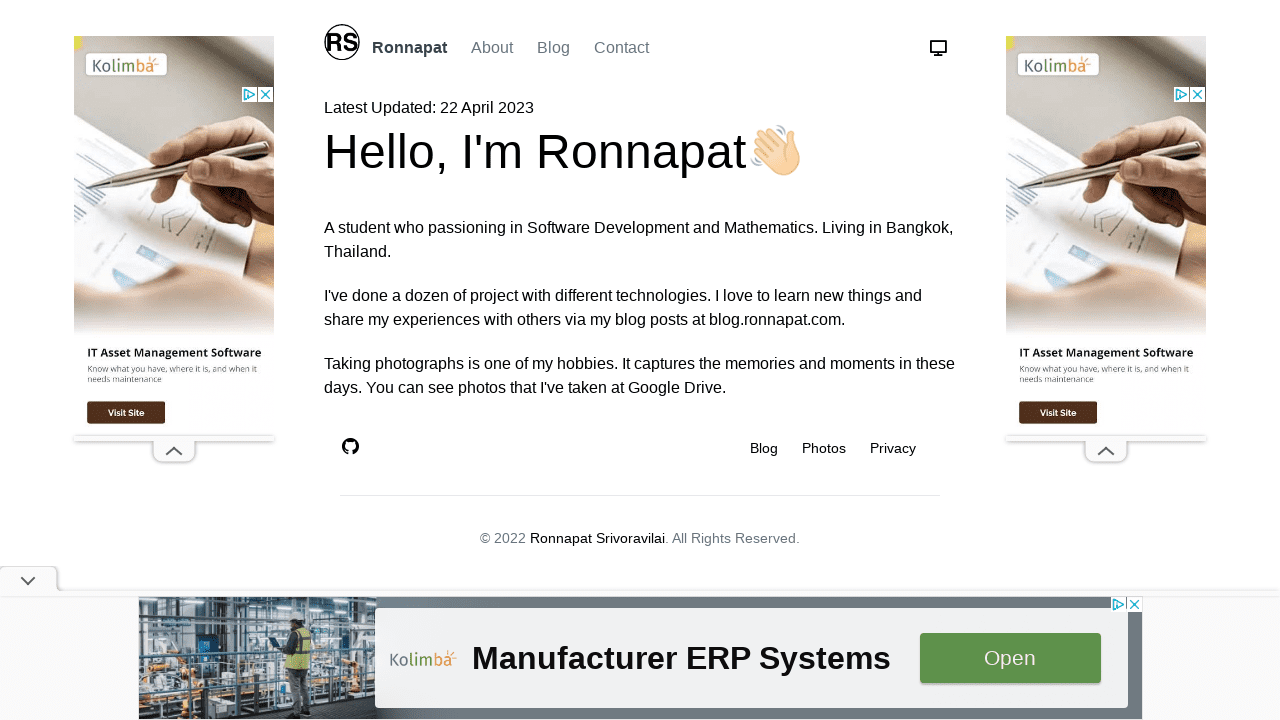 RS
Ronnapat
About
Blog
Contact
Latest Updated: 22 April 2023
Hello, I'm Ronnapat👋🏻
A student who passioning in Software Development and Mathematics. Living in Bangkok,
Thailand.
I've done a dozen of project with different technologies. I love to learn new things and
share my experiences with others via my blog posts at blog.ronnapat.com.
Taking photographs is one of my hobbies. It captures the memories and moments in these
days. You can see photos that I've taken at Google Drive.
Blog
Photos
Privacy
© 2022 Ronnapat Srivoravilai. All Rights Reserved.
Kolimba
IT Asset Management Software
Know what you have, where it is, and when it
needs maintenance
Visit Site
Kolimba
IT Asset Management Software
Know what you have, where it is, and when it
needs maintenance
Visit Site
Kolimba
Manufacturer ERP Systems
Open